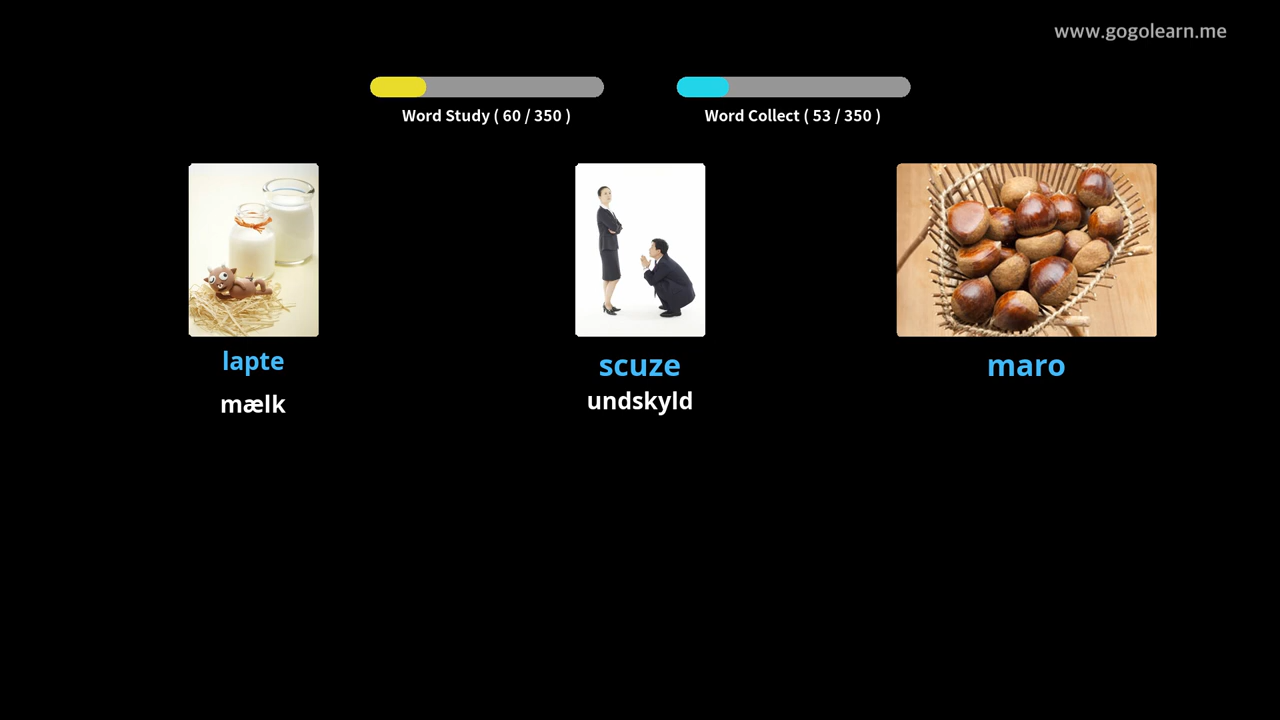 www.gogolearn.me
Word Study ( 60 / 350 )
Word Collect ( 53 / 350 )
lapte
mælk
scuze
undskyld
maro